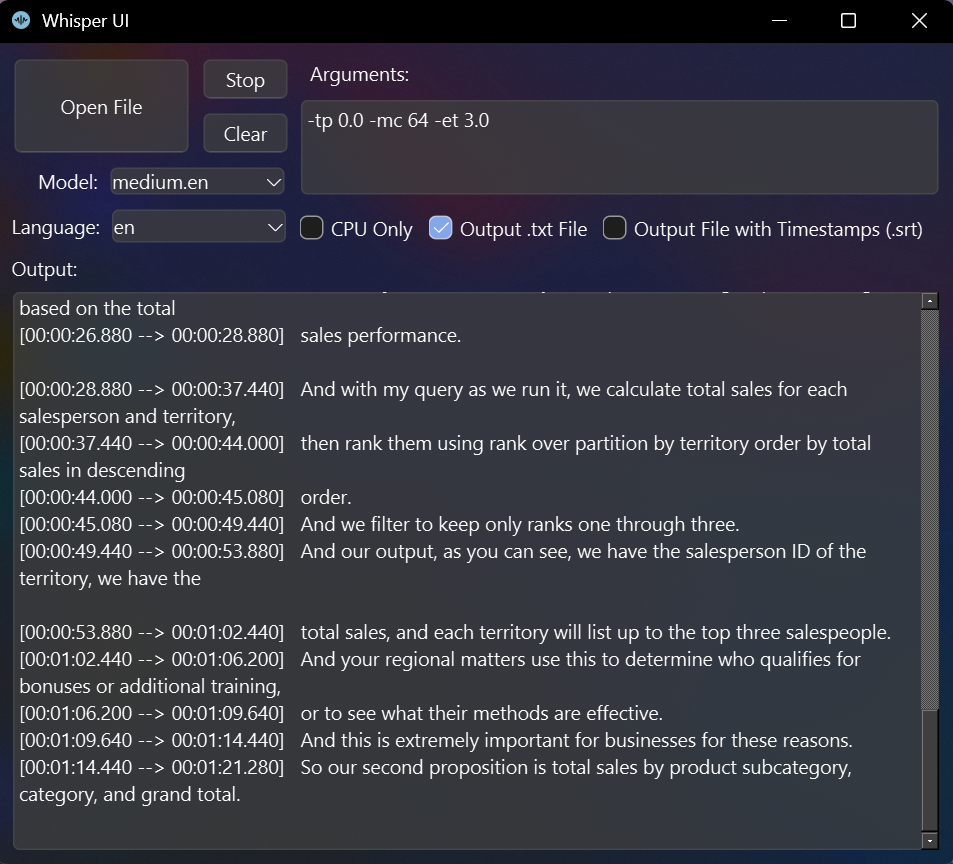 Whisper UI
Open File
Stop
Clear
Arguments:
-tp 0.0 -mc 64 -et 3.0
Model:
medium.en
Language:
en
CPU Only
Output .txt File
Output File with Timestamps (.srt)
Output:
based on the total
[00:00:26.880 --> 00:00:28.880] sales performance.
[00:00:28.880 --> 00:00:37.440] And with my query as we run it, we calculate total sales for each
salesperson and territory,
[00:00:37.440 --> 00:00:44.000] then rank them using rank over partition by territory order by total
sales in descending
[00:00:44.000 --> 00:00:45.080] order.
[00:00:45.080 --> 00:00:49.440] And we filter to keep only ranks one through three.
[00:00:49.440 --> 00:00:53.880] And our output, as you can see, we have the salesperson ID of the
territory, we have the
[00:00:53.880 --> 00:01:02.440] total sales, and each territory will list up to the top three salespeople.
[00:01:02.440 --> 00:01:06.200] And your regional matters use this to determine who qualifies for
bonuses or additional training,
[00:01:06.200 --> 00:01:09.640] or to see what their methods are effective.
[00:01:09.640 --> 00:01:14.440] And this is extremely important for businesses for these reasons.
[00:01:14.440 --> 00:01:21.280] So our second proposition is total sales by product subcategory,
category, and grand total.